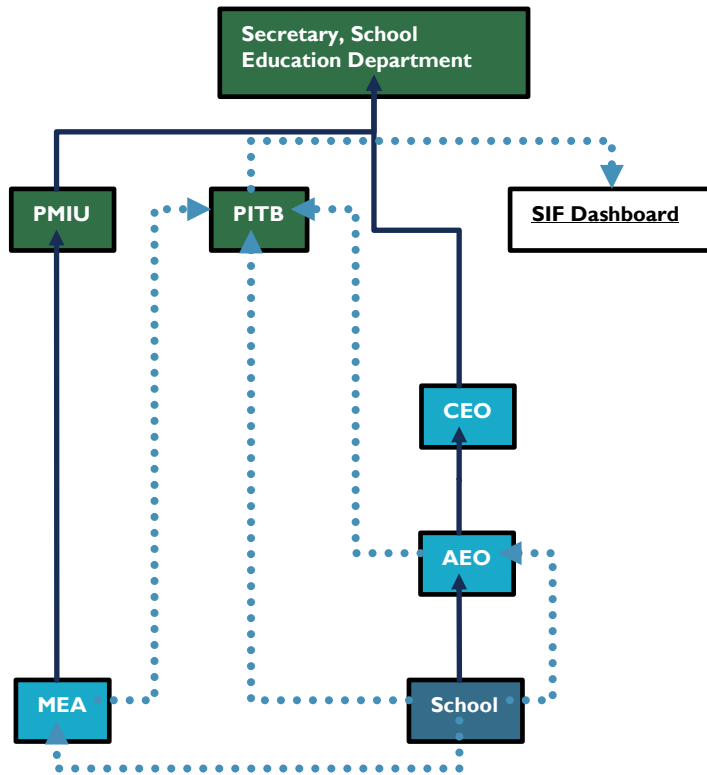 Secretary, School
Education Department
PMIU
PITB
SIF Dashboard
CEO
AEO
MEA
School